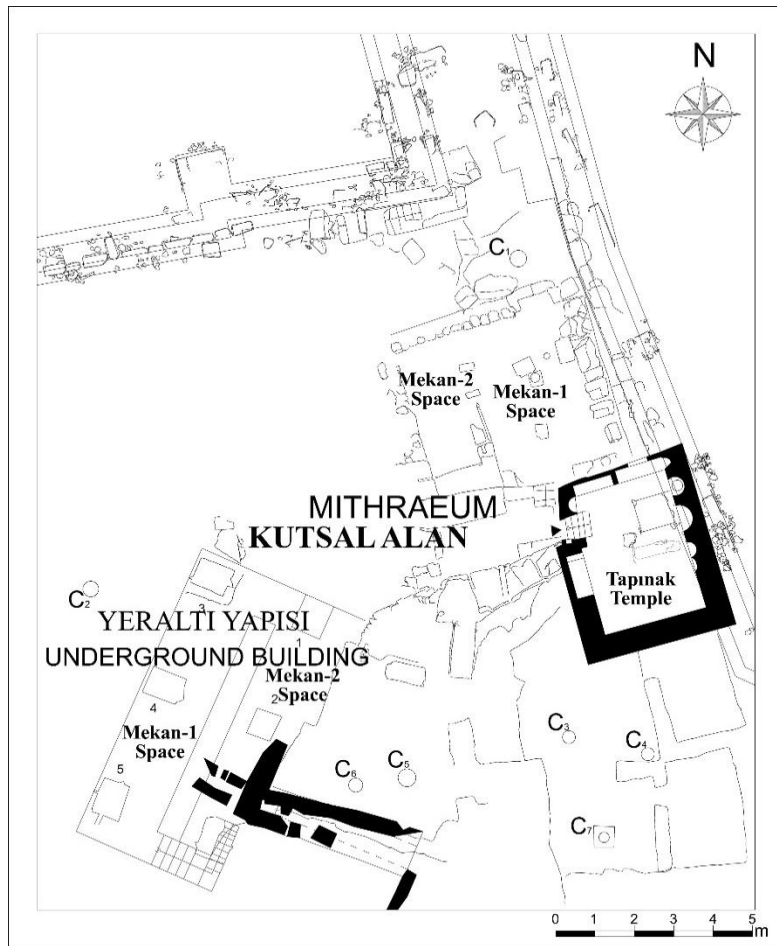 N
C1
Mekan-2
Space
Mekan-1
Space
MITHRAEUM
KUTSAL ALAN
Tapınak
Temple
C2
3
YERALTI YAPISI
UNDERGROUND BUILDING
1
Mekan-2
Space
2
4
Mekan-1
Space
5
C3
C4
C5
C6
C7
0 1 2 3 4 5
m